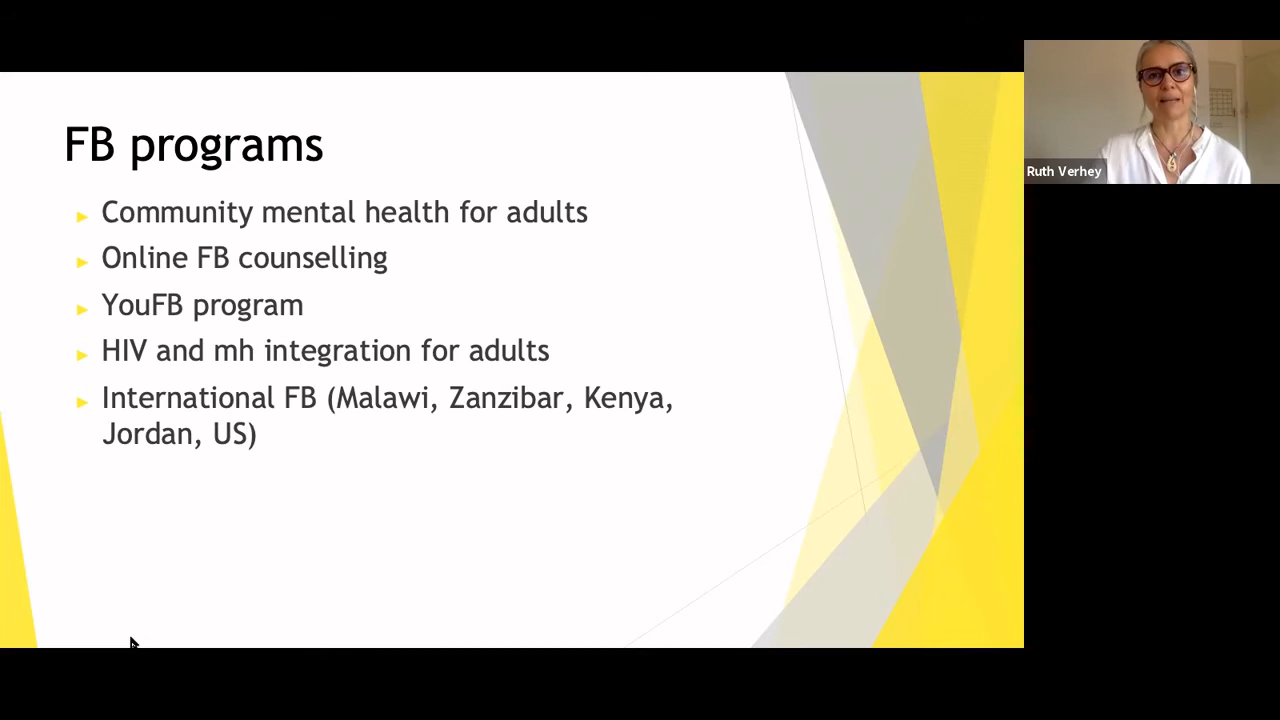 FB programs
Community mental health for adults
Online FB counselling
YouFB program
HIV and mh integration for adults
International FB (Malawi, Zanzibar, Kenya,
Jordan, US)
Ruth Verhey